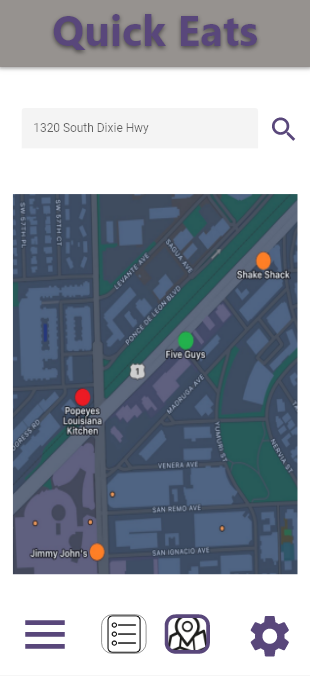 Quick Eats
1320 South Dixie Hwy
SW 57TH PL
SW 57TH CT
LEVANTE AVE
SAGUA AVE
PONCE DE LEON BLVD
Shake Shack
Five Guys
1
MADRUGA AVE
Popeyes
Louisiana
Kitchen
YUMURI ST
NERVIA ST
VENERA AVE
SAN REMO AVE
Jimmy John's
SAN IGNACIO AVE